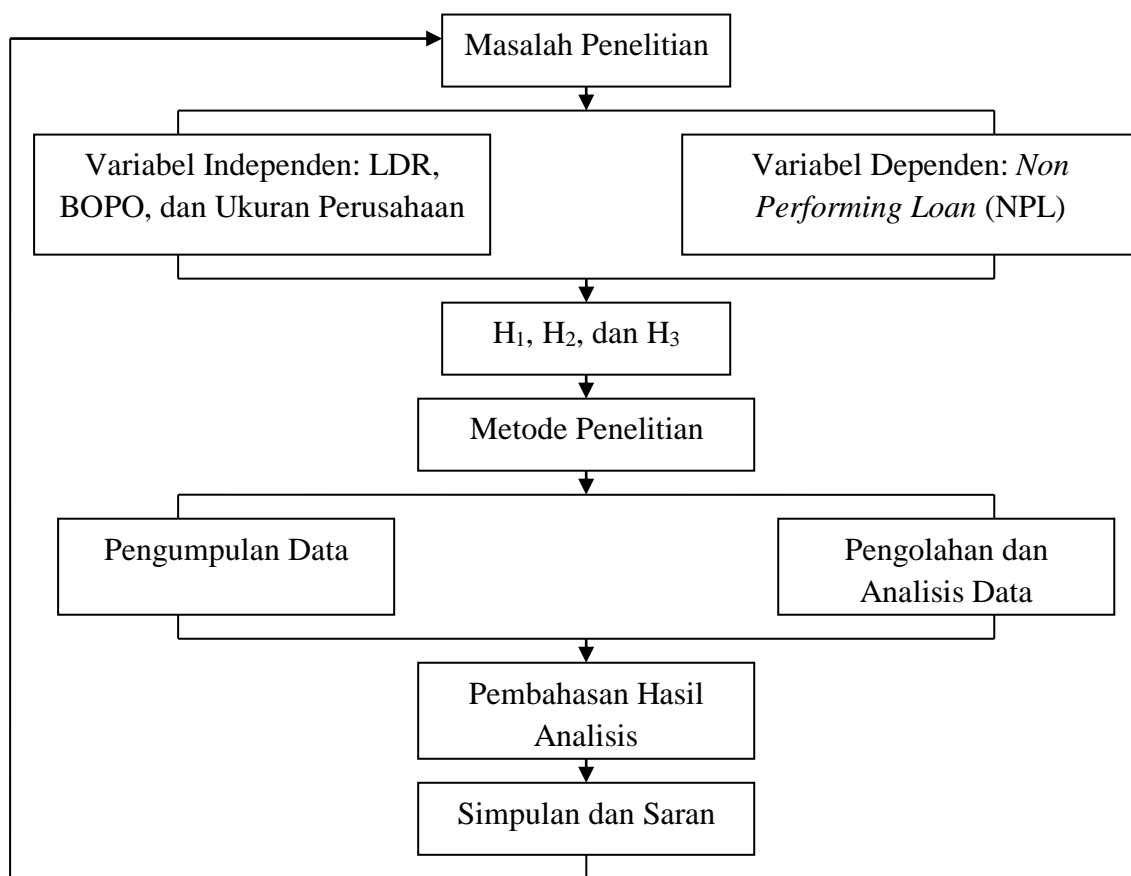 Masalah Penelitian
Variabel Independen: LDR,
BOPO, dan Ukuran Perusahaan
Variabel Dependen: Non
Performing Loan (NPL)
H₁, H₂, dan H₃
Metode Penelitian
Pengumpulan Data
Pengolahan dan
Analisis Data
Pembahasan Hasil
Analisis
Simpulan dan Saran